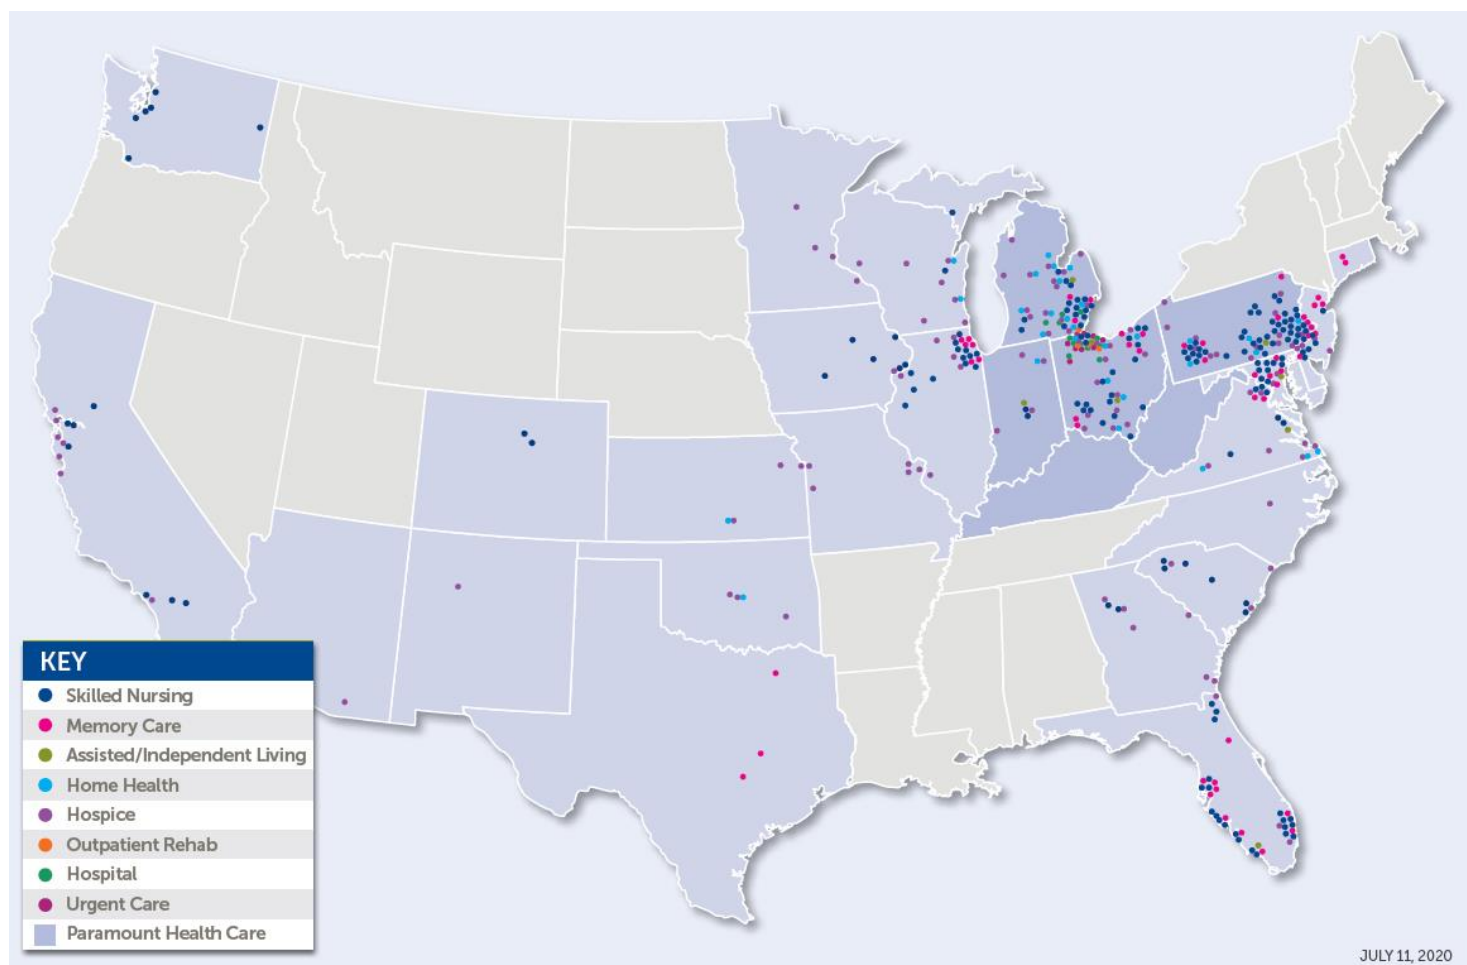 KEY
Skilled Nursing
Memory Care
Assisted/Independent Living
Home Health
Hospice
Outpatient Rehab
Hospital
Urgent Care
Paramount Health Care
JULY 11, 2020